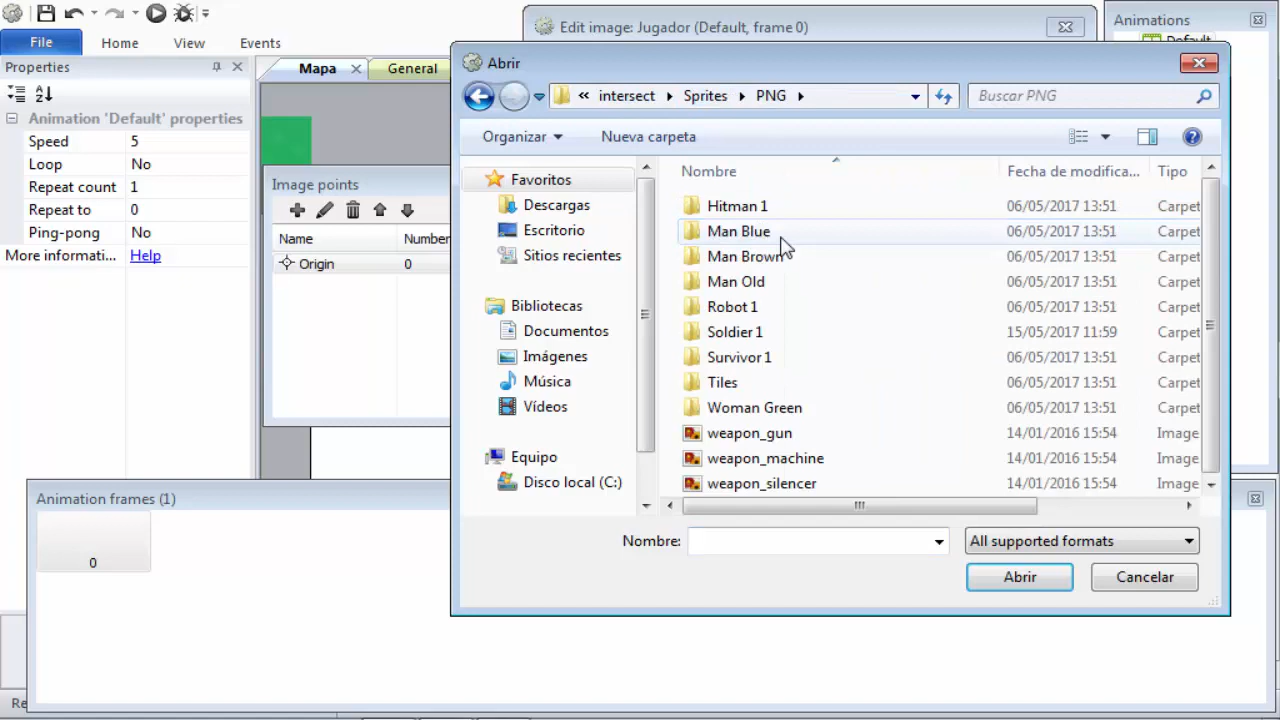 File Home View Events
Properties
Animation 'Default' properties
Speed 5
Loop No
Repeat count 1
Repeat to 0
Ping-pong No
More informati... Help
Mapa General
Image points
Name Number
Origin 0
Animation frames (1)
0
Edit image: Jugador (Default, frame 0)
Animations
Default
Abrir
« intersect Sprites PNG
Buscar PNG
Organizar Nueva carpeta
Favoritos
Descargas
Escritorio
Sitios recientes
Bibliotecas
Documentos
Imágenes
Música
Vídeos
Equipo
Disco local (C:)
Nombre Fecha de modifica... Tipo
Hitman 1 06/05/2017 13:51 Carpet
Man Blue 06/05/2017 13:51 Carpet
Man Brown 06/05/2017 13:51 Carpet
Man Old 06/05/2017 13:51 Carpet
Robot 1 06/05/2017 13:51 Carpet
Soldier 1 15/05/2017 11:59 Carpet
Survivor 1 06/05/2017 13:51 Carpet
Tiles 06/05/2017 13:51 Carpet
Woman Green 06/05/2017 13:51 Carpet
weapon_gun 14/01/2016 15:54 Image
weapon_machine 14/01/2016 15:54 Image
weapon_silencer 14/01/2016 15:54 Image
Nombre: All supported formats
Abrir Cancelar
Re